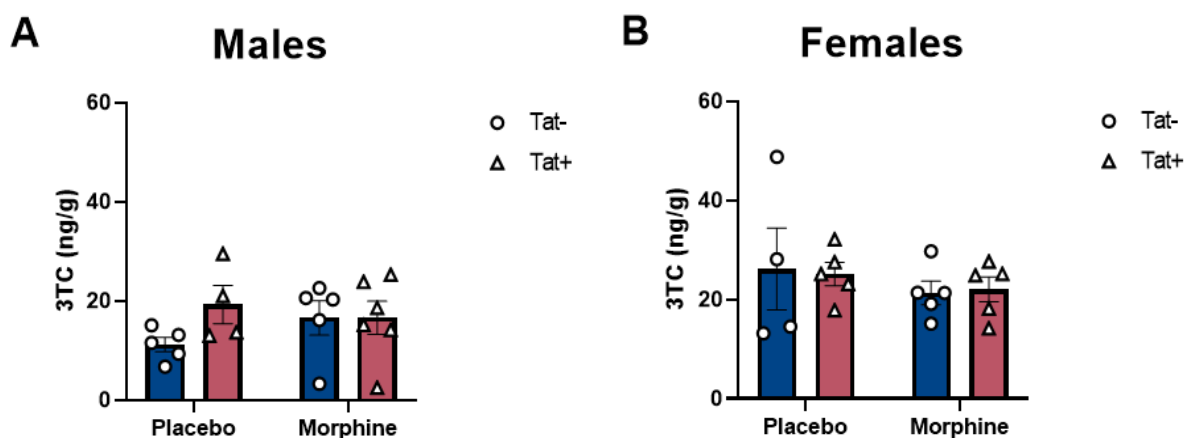 A
Males
60
40
20
0
3TC (ng/g)
Placebo
Morphine
Tat-
Tat+
B
Females
60
40
20
0
3TC (ng/g)
Placebo
Morphine
Tat-
Tat+